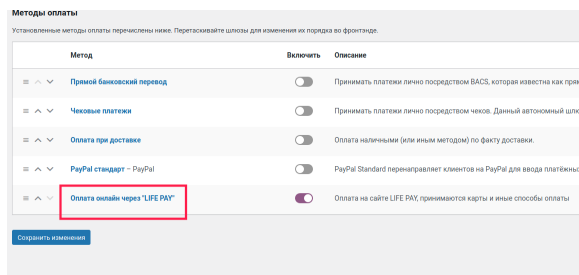 Методы оплаты
Установленные методы оплаты перечислены ниже. Перетаскивайте шлюзы для изменения их порядка во фронтэнде.
Метод Включить Описание
Прямой банковский перевод Принимать платежи лично посредством BACS, которая известна как
Чековые платежи Принимать платежи лично посредством чеков. Данный автономный
Оплата при доставке Оплата наличными (или иным методом) по факту доставки.
PayPal стандарт – PayPal PayPal Standard перенаправляет клиентов на PayPal для ввода
Оплата онлайн через "LIFE PAY" Оплата на сайте LIFE PAY, принимаются карты и иные способы оплаты
Сохранить изменения